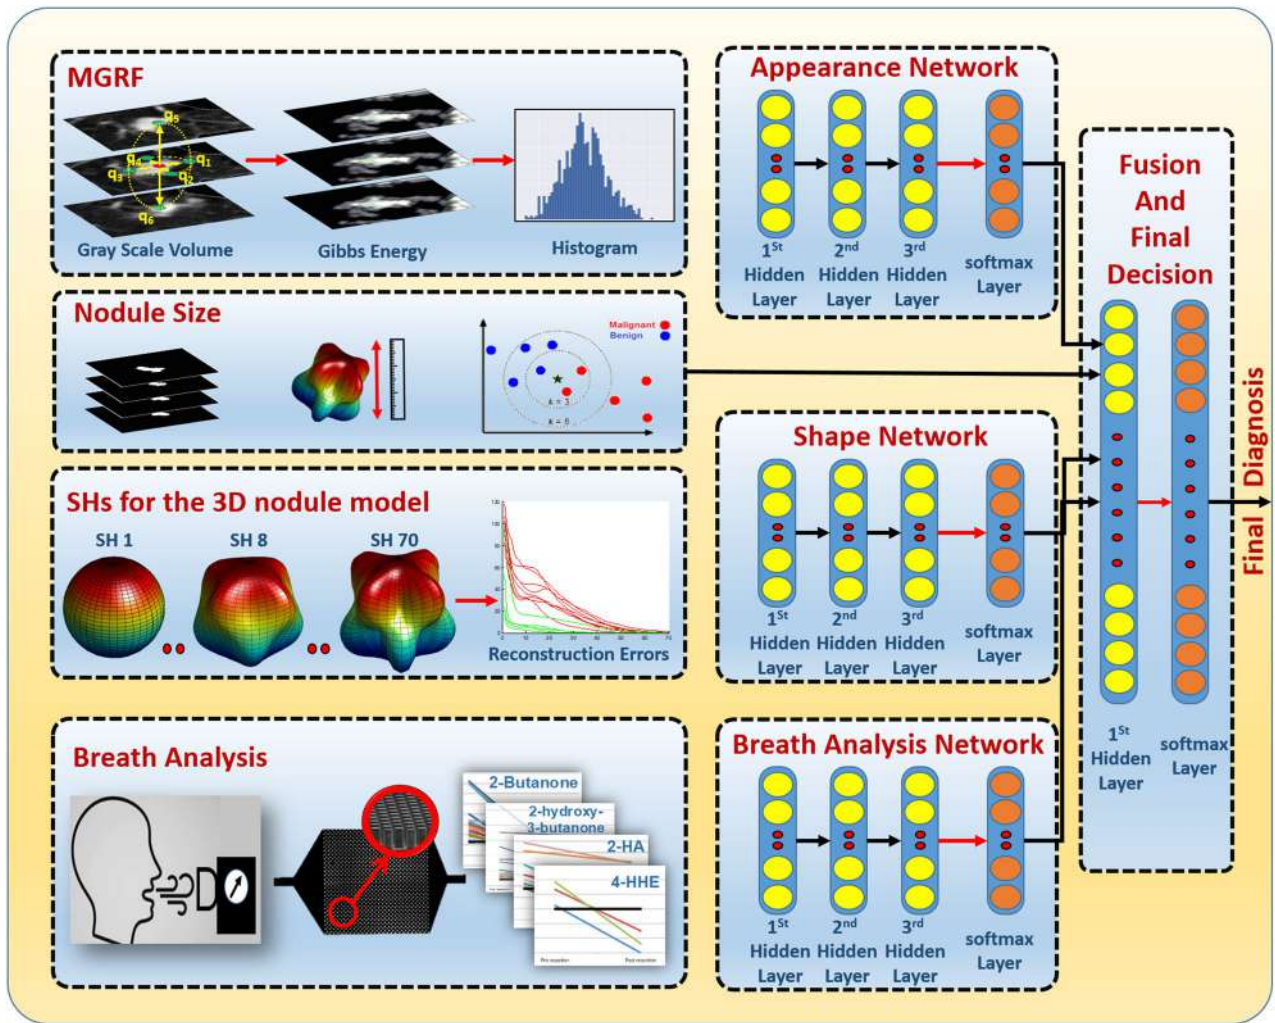 MGRF
q5
q4
q1
q3
q2
q6
Gray Scale Volume
Gibbs Energy
Histogram
Appearance Network
1St
Hidden
Layer
2nd
Hidden
Layer
3rd
Hidden
Layer
softmax
Layer
Nodule Size
Malignant
Benign
K = 3
K = 6
SHs for the 3D nodule model
SH 1
SH 8
SH 70
Reconstruction Errors
Shape Network
1St
Hidden
Layer
2nd
Hidden
Layer
3rd
Hidden
Layer
softmax
Layer
Breath Analysis
2-Butanone
2-hydroxy-
3-butanone
2-HA
4-HHE
Breath Analysis Network
1St
Hidden
Layer
2nd
Hidden
Layer
3rd
Hidden
Layer
softmax
Layer
Fusion
And
Final
Decision
1St
Hidden
Layer
softmax
Layer
Final Diagnosis